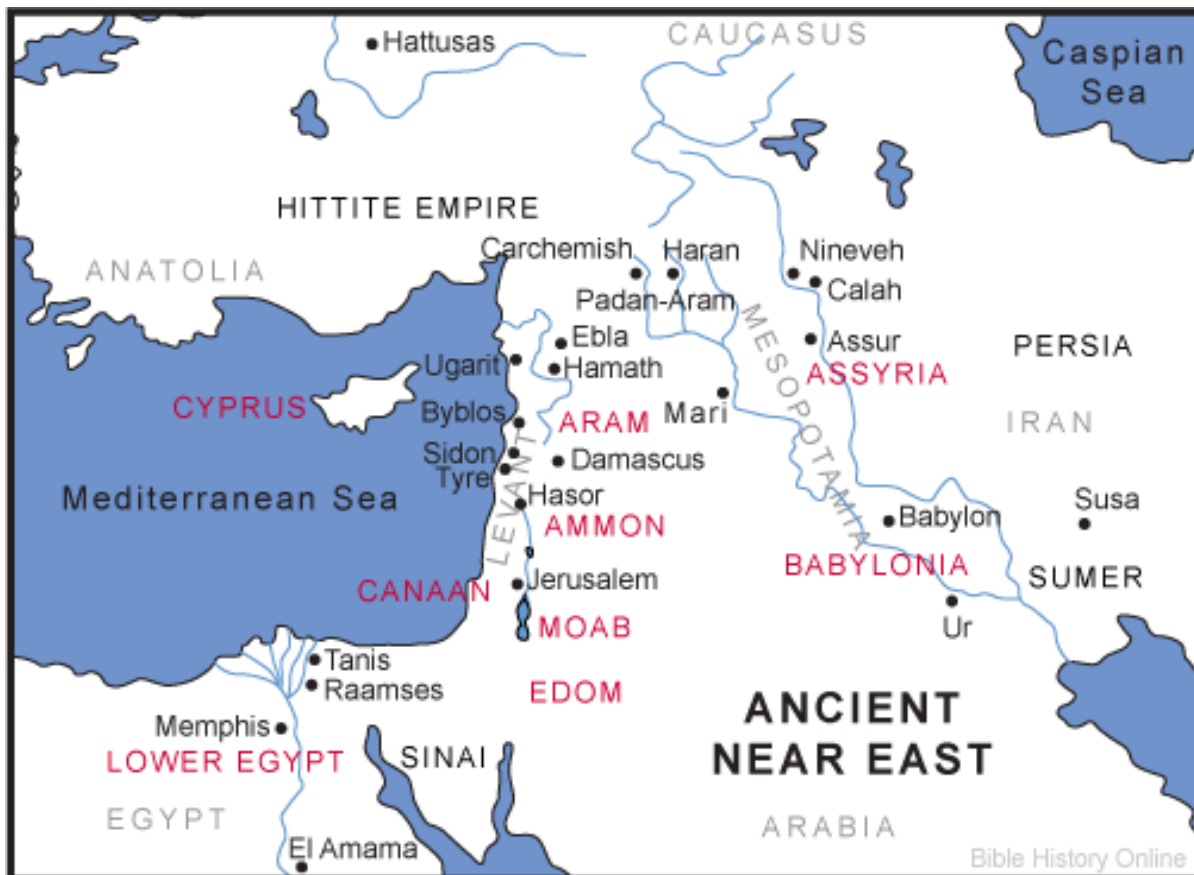 Hattusas
CAUCASUS
Caspian
Sea
HITTITE EMPIRE
ANATOLIA
Carchemish
Haran
Nineveh
Padan-Aram
Calah
MESOPOTAMIA
Ebla
Assur
PERSIA
Ugarit
Hamath
ASSYRIA
CYPRUS
Byblos
ARAM
Mari
IRAN
Sidon
Tyre
Damascus
LEVANT
Mediterranean Sea
Hasor
AMMON
Babylon
Susa
BABYLONIA
SUMER
CANAAN
Jerusalem
MOAB
Ur
Tanis
Raamses
EDOM
ANCIENT
NEAR EAST
Memphis
LOWER EGYPT
SINAI
EGYPT
ARABIA
El Amama
Bible History Online